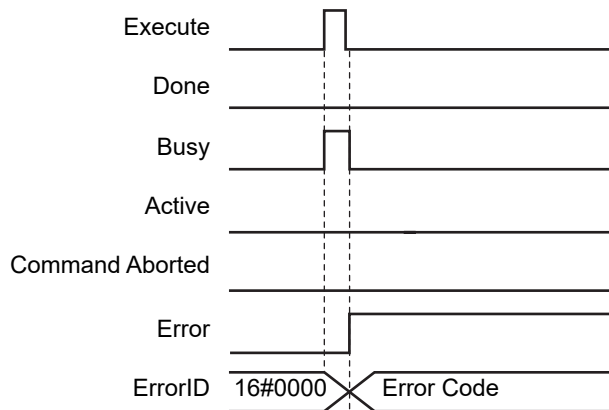 Execute
Done
Busy
Active
Command Aborted
Error
ErrorID 16#0000 Error Code